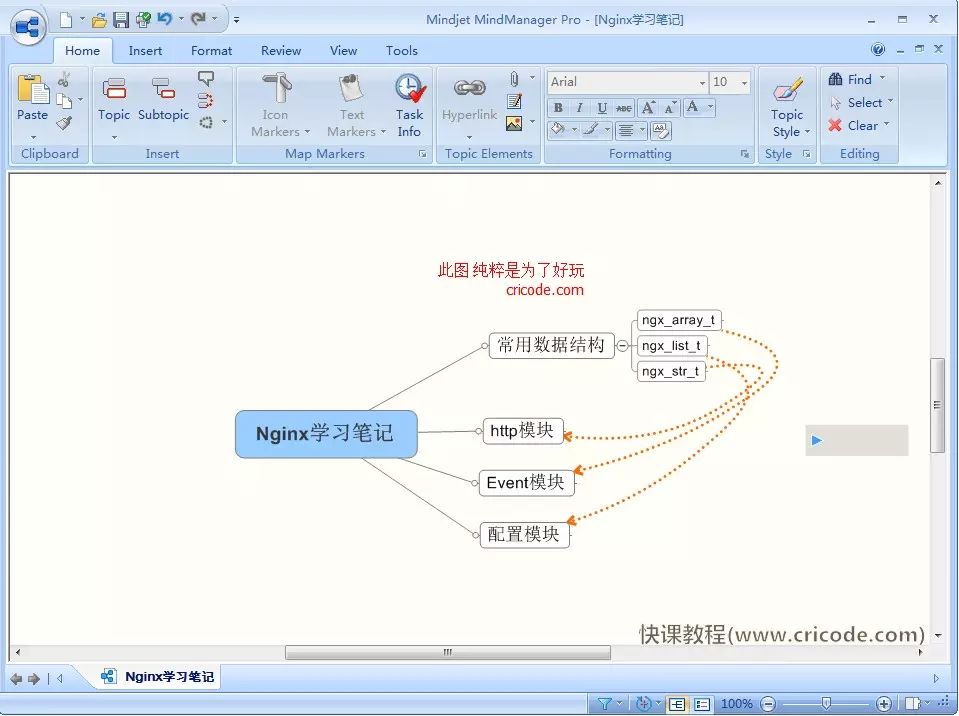 Mindjet MindManager Pro - [Nginx学习笔记]
Home Insert Format Review View Tools
Paste
Clipboard
Topic Subtopic
Insert
Icon Markers
Text Markers
Task Info
Map Markers
Hyperlink
Topic Elements
Arial 10
B I U ABC A A A
Formatting
Topic Style
Style
Find
Select
Clear
Editing
此图 纯粹是为了好玩
cricode.com
ngx_array_t
常用数据结构
ngx_list_t
ngx_str_t
Nginx学习笔记
http模块
Event模块
配置模块
快课教程(www.cricode.com)
Nginx学习笔记
100%